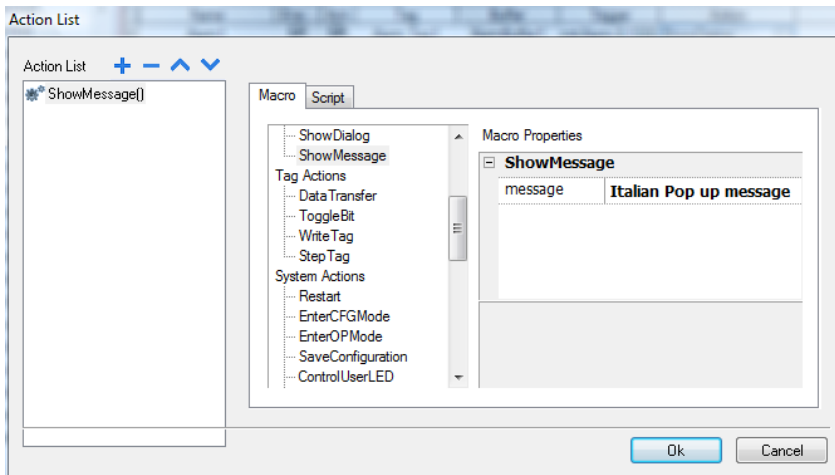 Action List
Action List
ShowMessage()
Macro
Script
ShowDialog
ShowMessage
Tag Actions
DataTransfer
ToggleBit
WriteTag
StepTag
System Actions
Restart
EnterCFGMode
EnterOPMode
SaveConfiguration
ControlUserLED
Macro Properties
ShowMessage
message Italian Pop up message
Ok
Cancel